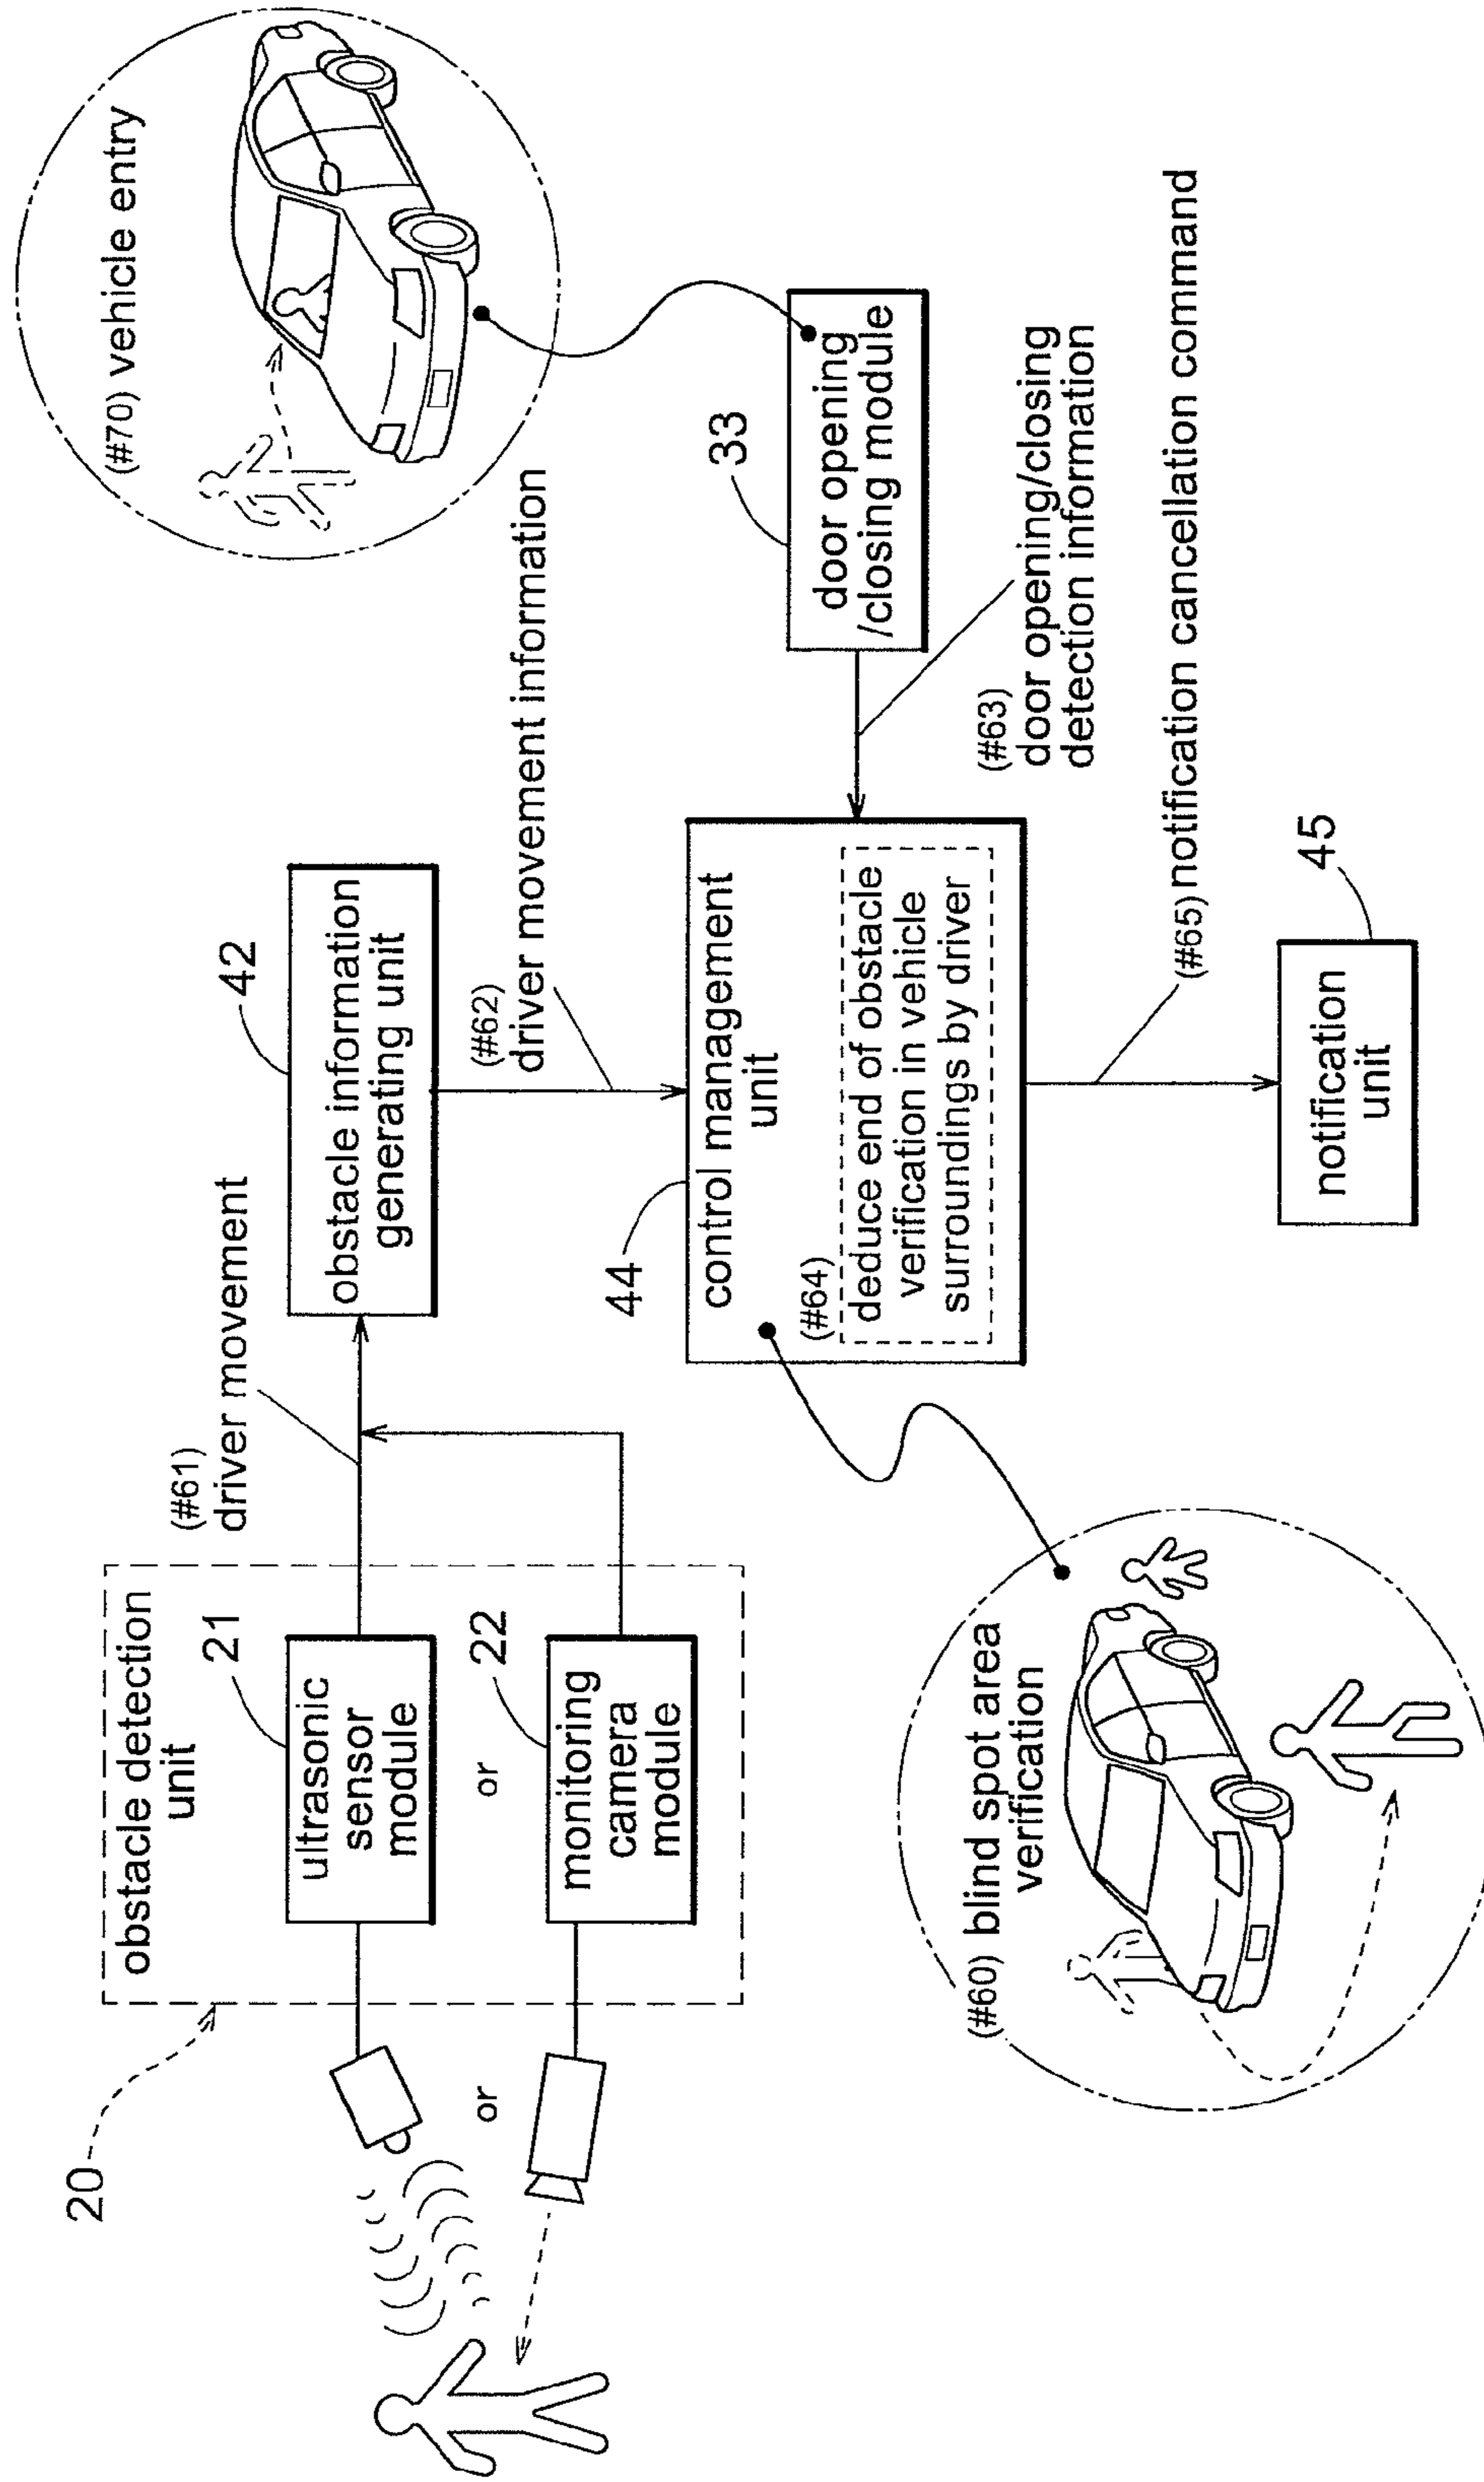 20
obstacle detection
unit
21
ultrasonic
sensor
module
or
or
22
monitoring
camera
module
(#61)
driver movement
42
obstacle information
generating unit
(#62)
driver movement information
(#70) vehicle entry
44
control management
unit
(#64)
deduce end of obstacle
verification in vehicle
surroundings by driver
33
door opening
/closing module
(#63)
door opening/closing
detection information
(#60) blind spot area
verification
(#65) notification cancellation command
45
notification
unit